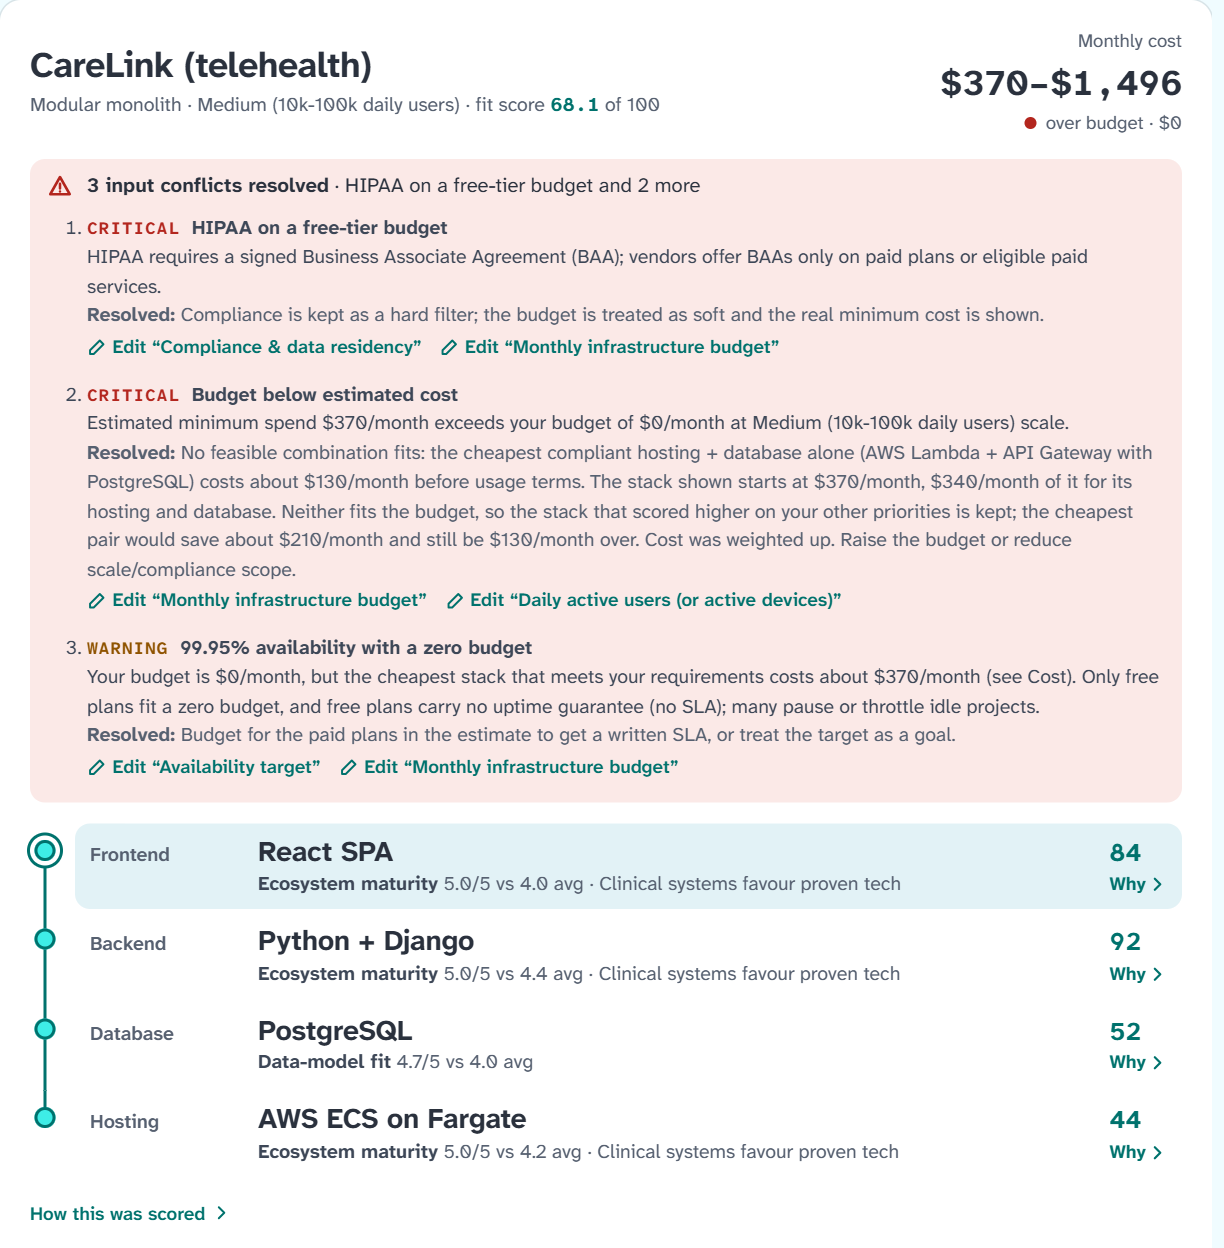 CareLink (telehealth)
Modular monolith · Medium (10k-100k daily users) · fit score 68.1 of 100
Monthly cost
$370–$1,496
over budget · $0
3 input conflicts resolved · HIPAA on a free-tier budget and 2 more
1. CRITICAL HIPAA on a free-tier budget
HIPAA requires a signed Business Associate Agreement (BAA); vendors offer BAAs only on paid plans or eligible paid
services.
Resolved: Compliance is kept as a hard filter; the budget is treated as soft and the real minimum cost is shown.
Edit “Compliance & data residency” Edit “Monthly infrastructure budget”
2. CRITICAL Budget below estimated cost
Estimated minimum spend $370/month exceeds your budget of $0/month at Medium (10k-100k daily users) scale.
Resolved: No feasible combination fits: the cheapest compliant hosting + database alone (AWS Lambda + API Gateway with
PostgreSQL) costs about $130/month before usage terms. The stack shown starts at $370/month, $340/month of it for its
hosting and database. Neither fits the budget, so the stack that scored higher on your other priorities is kept; the cheapest
pair would save about $210/month and still be $130/month over. Cost was weighted up. Raise the budget or reduce
scale/compliance scope.
Edit “Monthly infrastructure budget” Edit “Daily active users (or active devices)”
3. WARNING 99.95% availability with a zero budget
Your budget is $0/month, but the cheapest stack that meets your requirements costs about $370/month (see Cost). Only free
plans fit a zero budget, and free plans carry no uptime guarantee (no SLA); many pause or throttle idle projects.
Resolved: Budget for the paid plans in the estimate to get a written SLA, or treat the target as a goal.
Edit “Availability target” Edit “Monthly infrastructure budget”
Frontend React SPA 84
Ecosystem maturity 5.0/5 vs 4.0 avg · Clinical systems favour proven tech Why
Backend Python + Django 92
Ecosystem maturity 5.0/5 vs 4.4 avg · Clinical systems favour proven tech Why
Database PostgreSQL 52
Data-model fit 4.7/5 vs 4.0 avg Why
Hosting AWS ECS on Fargate 44
Ecosystem maturity 5.0/5 vs 4.2 avg · Clinical systems favour proven tech Why
How this was scored